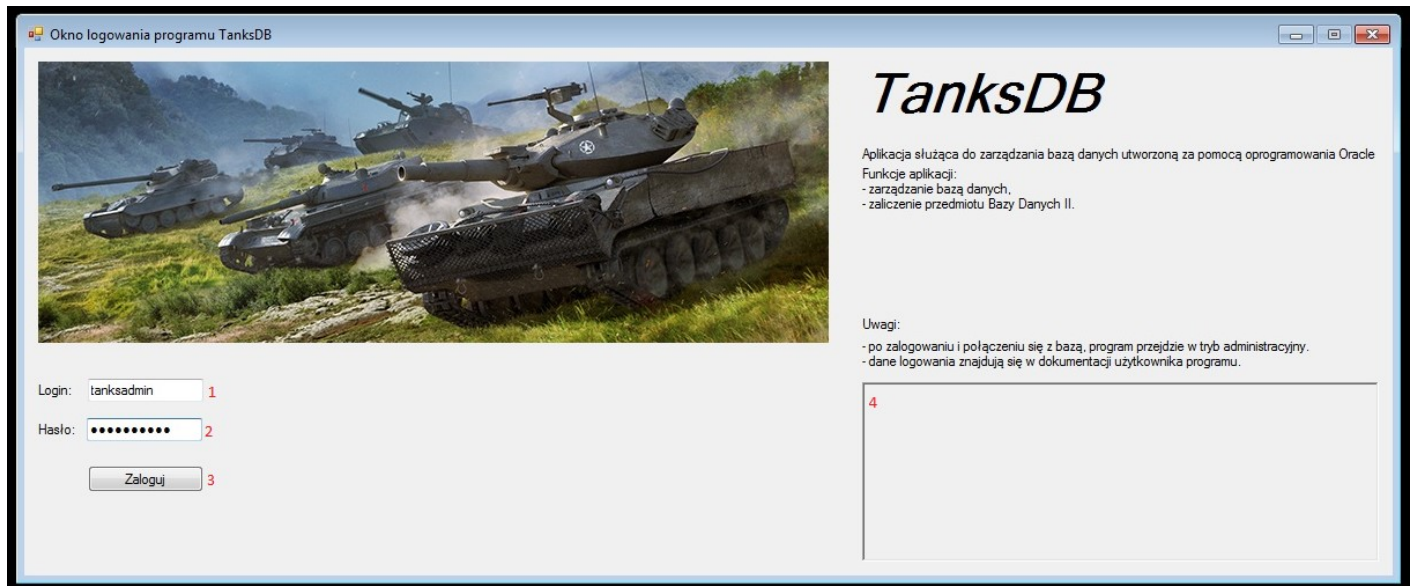 Okno logowania programu TanksDB
TanksDB
Aplikacja służąca do zarządzania bazą danych utworzoną za pomocą oprogramowania Oracle
Funkcje aplikacji:
- zarządzanie bazą danych,
- zaliczenie przedmiotu Bazy Danych II.
Uwagi:
- po zalogowaniu i połączeniu się z bazą, program przejdzie w tryb administracyjny.
- dane logowania znajdują się w dokumentacji użytkownika programu.
Login: tanksadmin 1
Hasło: ●●●●●●●●●● 2
Zaloguj 3
4